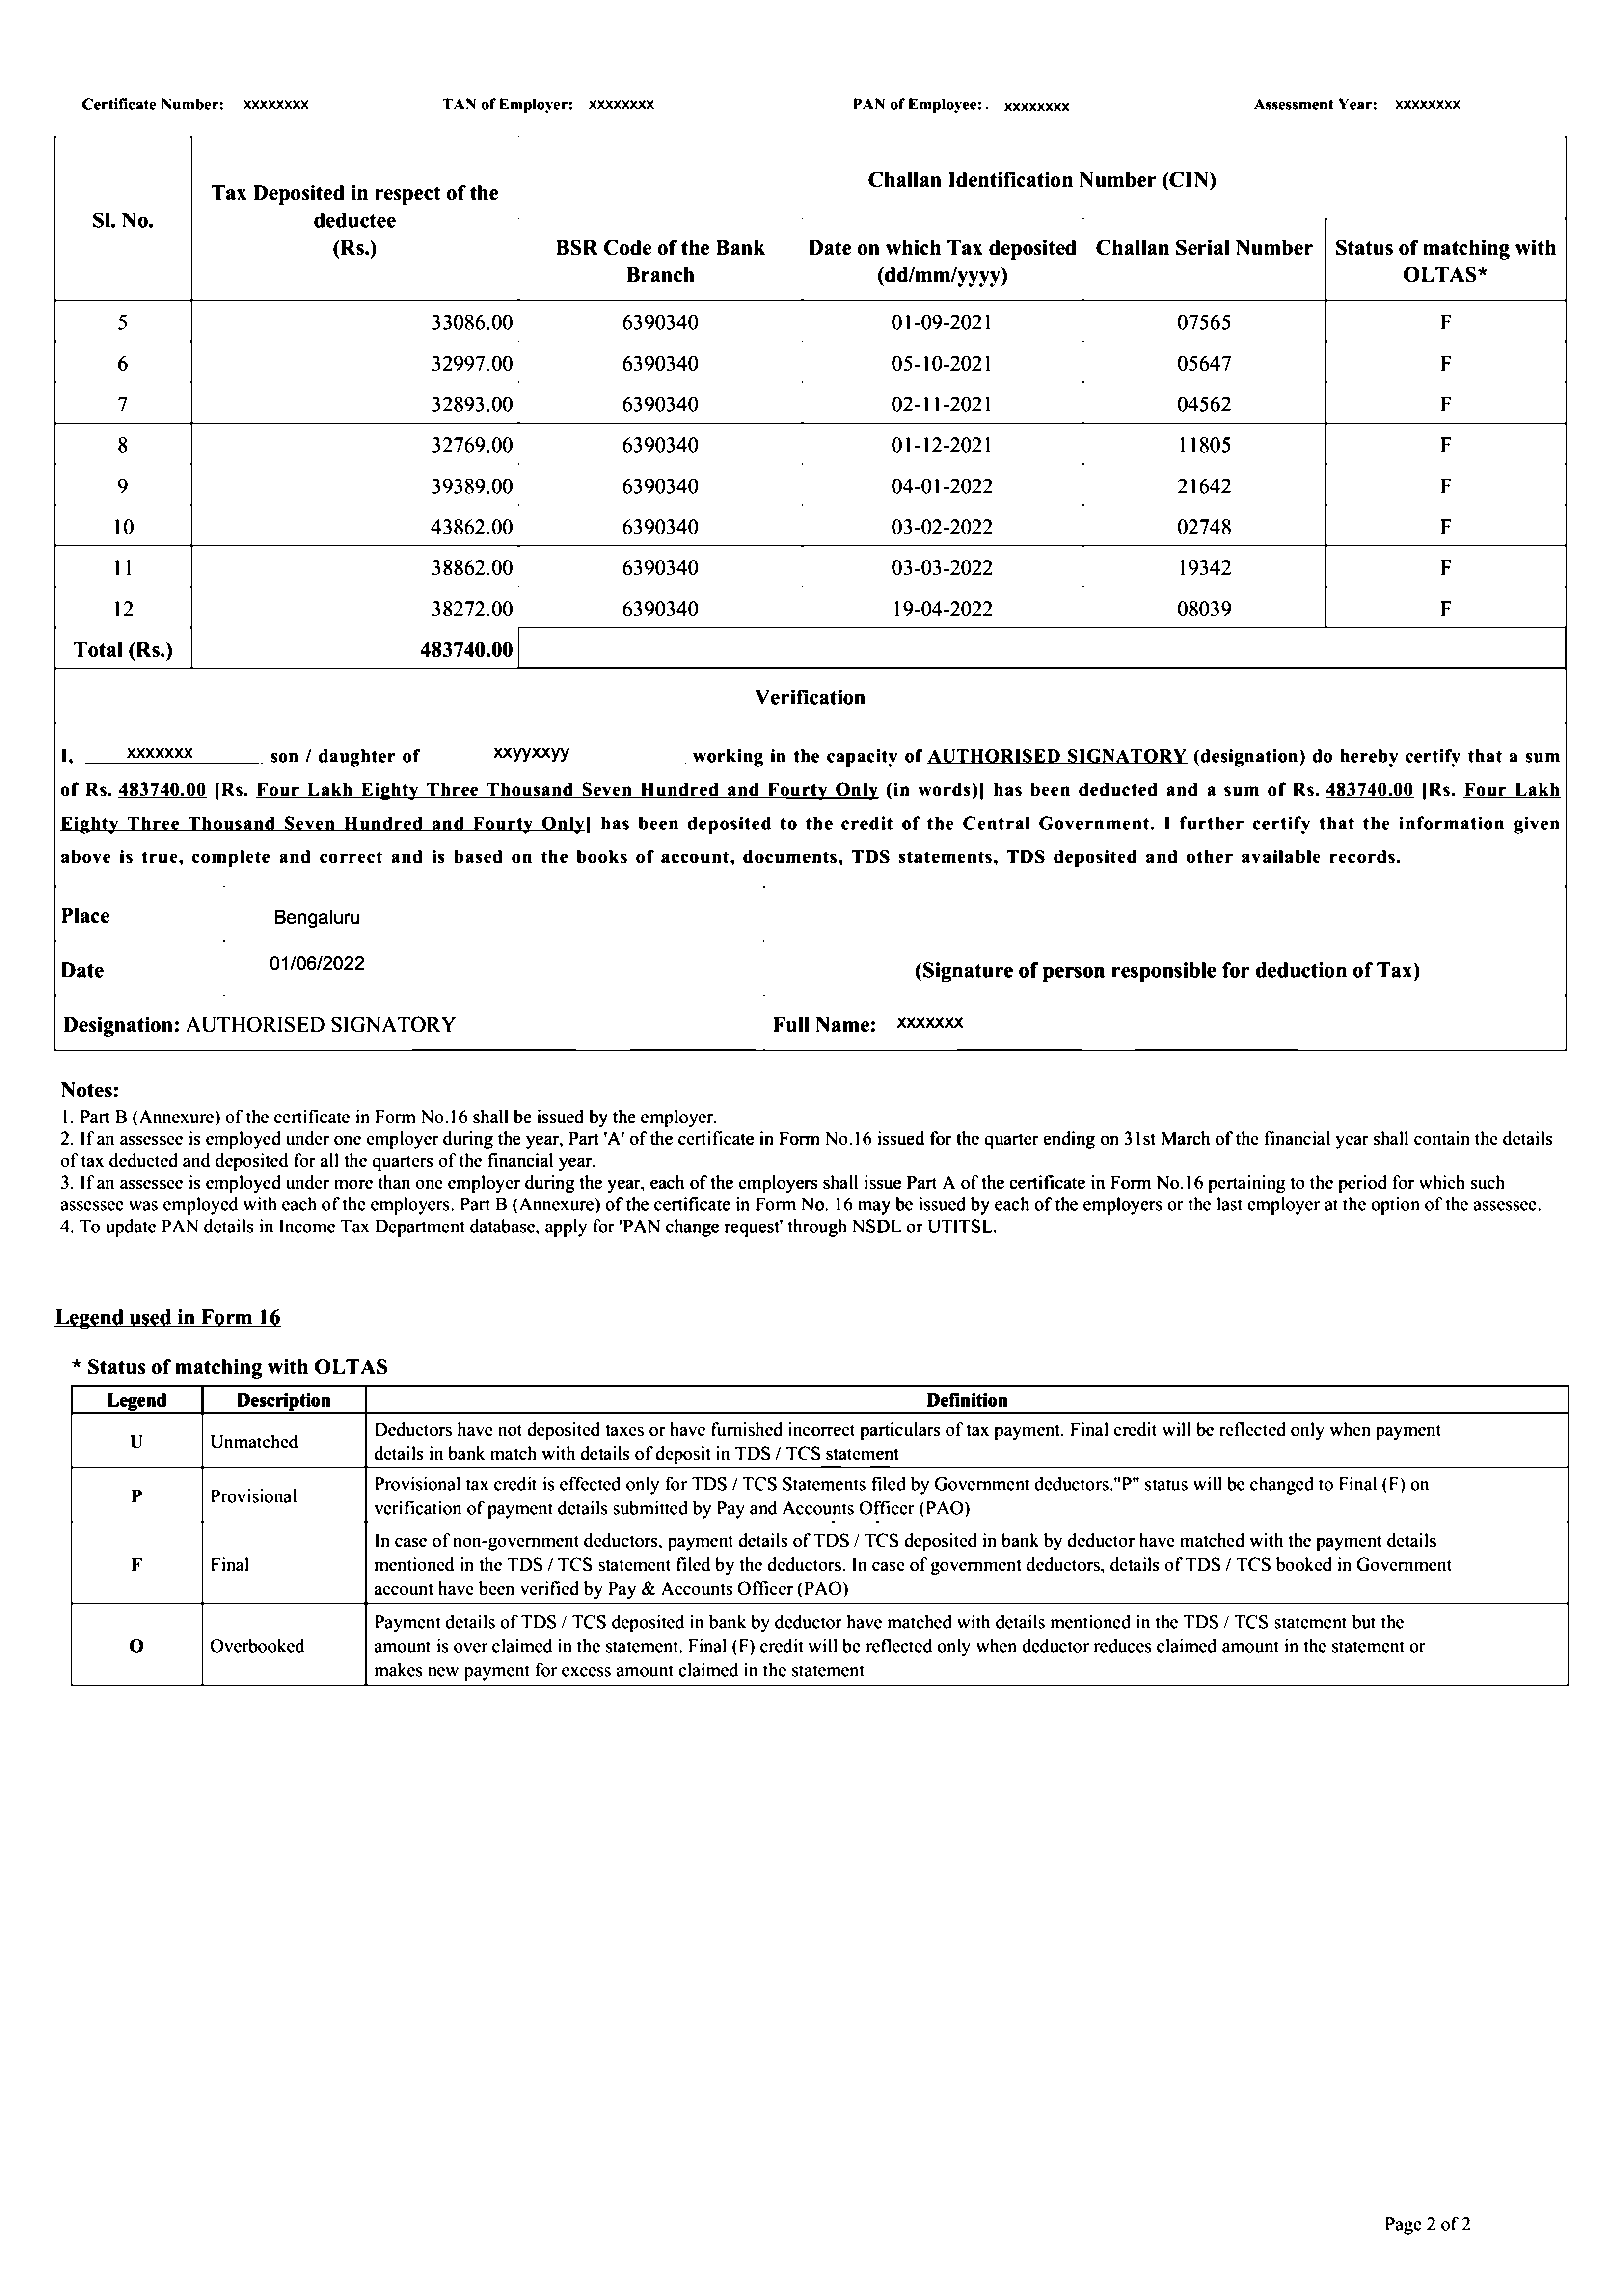 Certificate Number: xxxxxxxx TAN of Employer: xxxxxxxx PAN of Employee: . xxxxxxxx Assessment Year: xxxxxxxx
Sl. No.
Tax Deposited in respect of the
deductee
(Rs.)
Challan Identification Number (CIN)
BSR Code of the Bank
Branch
Date on which Tax deposited
(dd/mm/yyyy)
Challan Serial Number
Status of matching with
OLTAS*
5 33086.00 6390340 01-09-2021 07565 F
6 32997.00 6390340 05-10-2021 05647 F
7 32893.00 6390340 02-11-2021 04562 F
8 32769.00 6390340 01-12-2021 11805 F
9 39389.00 6390340 04-01-2022 21642 F
10 43862.00 6390340 03-02-2022 02748 F
11 38862.00 6390340 03-03-2022 19342 F
12 38272.00 6390340 19-04-2022 08039 F
Total (Rs.) 483740.00
Verification
I, xxxxxxx son / daughter of xxyyxxyy working in the capacity of AUTHORISED SIGNATORY (designation) do hereby certify that a sum
of Rs. 483740.00 [Rs. Four Lakh Eighty Three Thousand Seven Hundred and Fourty Only (in words)] has been deducted and a sum of Rs. 483740.00 [Rs. Four Lakh
Eighty Three Thousand Seven Hundred and Fourty Only] has been deposited to the credit of the Central Government. I further certify that the information given
above is true, complete and correct and is based on the books of account, documents, TDS statements, TDS deposited and other available records.
Place Bengaluru
Date 01/06/2022 (Signature of person responsible for deduction of Tax)
Designation: AUTHORISED SIGNATORY Full Name: xxxxxxx
Notes:
1. Part B (Annexure) of the certificate in Form No.16 shall be issued by the employer.
2. If an assessee is employed under one employer during the year, Part 'A' of the certificate in Form No.16 issued for the quarter ending on 31st March of the financial year shall contain the details
of tax deducted and deposited for all the quarters of the financial year.
3. If an assessee is employed under more than one employer during the year, each of the employers shall issue Part A of the certificate in Form No.16 pertaining to the period for which such
assessee was employed with each of the employers. Part B (Annexure) of the certificate in Form No. 16 may be issued by each of the employers or the last employer at the option of the assessee.
4. To update PAN details in Income Tax Department database, apply for 'PAN change request' through NSDL or UTITSL.
Legend used in Form 16
* Status of matching with OLTAS
Legend Description Definition
U Unmatched
Deductors have not deposited taxes or have furnished incorrect particulars of tax payment. Final credit will be reflected only when payment
details in bank match with details of deposit in TDS / TCS statement
P Provisional
Provisional tax credit is effected only for TDS / TCS Statements filed by Government deductors."P" status will be changed to Final (F) on
verification of payment details submitted by Pay and Accounts Officer (PAO)
F Final
In case of non-government deductors, payment details of TDS / TCS deposited in bank by deductor have matched with the payment details
mentioned in the TDS / TCS statement filed by the deductors. In case of government deductors, details of TDS / TCS booked in Government
account have been verified by Pay & Accounts Officer (PAO)
O Overbooked
Payment details of TDS / TCS deposited in bank by deductor have matched with details mentioned in the TDS / TCS statement but the
amount is over claimed in the statement. Final (F) credit will be reflected only when deductor reduces claimed amount in the statement or
makes new payment for excess amount claimed in the statement
Page 2 of 2